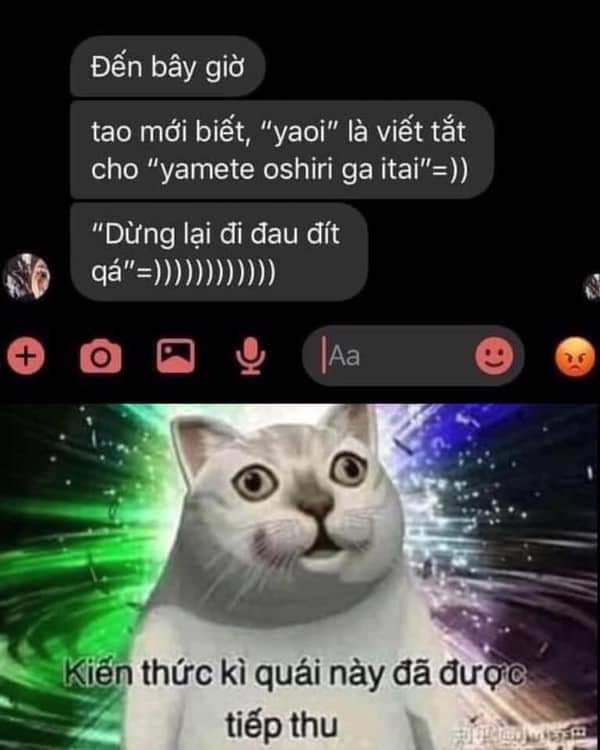 Đến bây giờ
tao mới biết, “yaoi” là viết tắt
cho “yamete oshiri ga itai”=))
“Dừng lại đi đau đít
qá”=))))))))))))
Aa
Kiến thức kì quái này đã được
tiếp thu